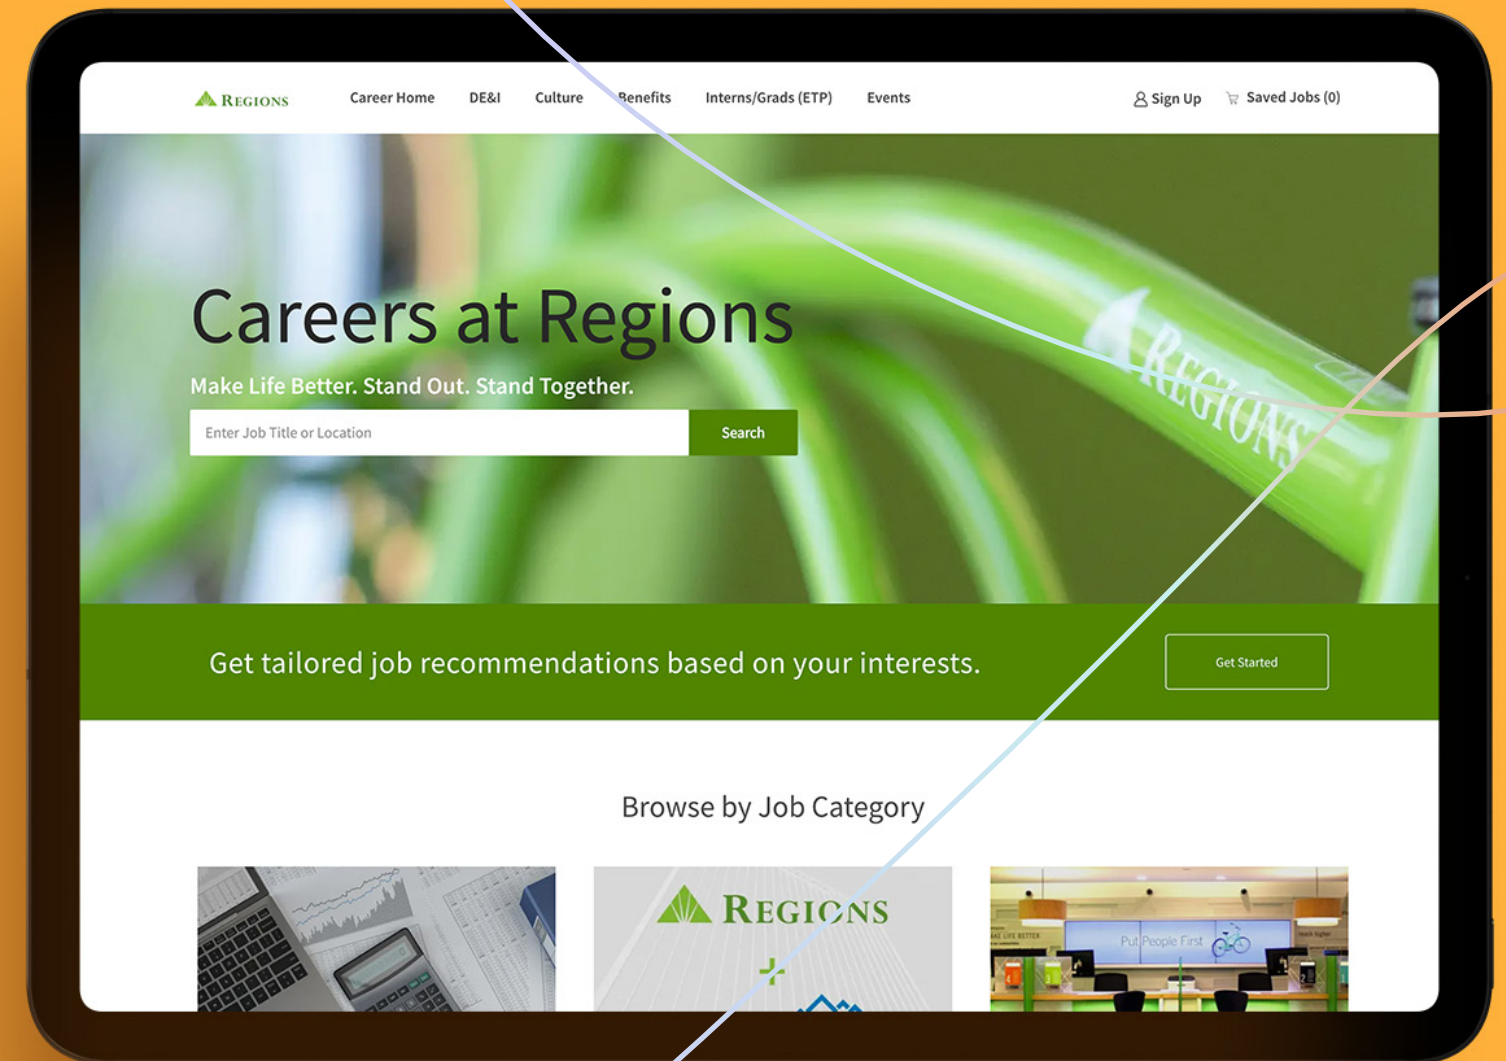 REGIONS
Career Home DE&I Culture Benefits Interns/Grads (ETP) Events
Sign Up Saved Jobs (0)
Careers at Regions
Make Life Better. Stand Out. Stand Together.
Enter Job Title or Location Search
REGIONS
Get tailored job recommendations based on your interests. Get Started
Browse by Job Category
REGIONS
+
Put People First